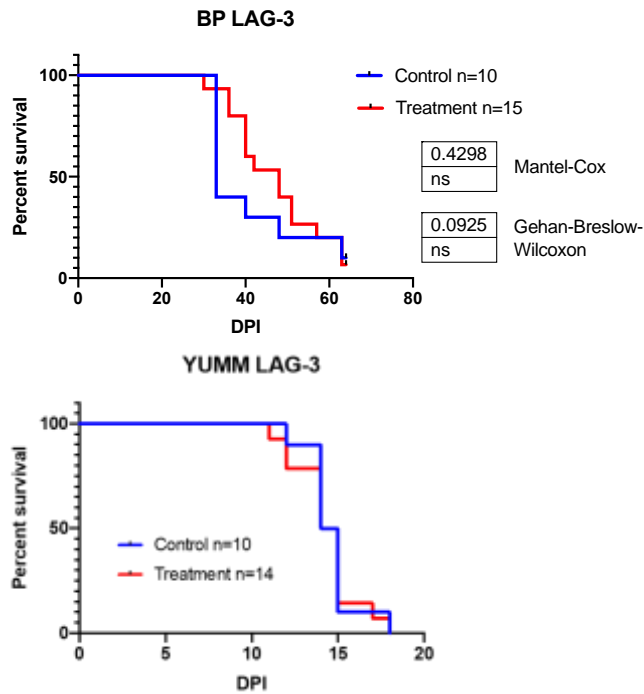 BP LAG-3
Percent survival
100
50
0
0 20 40 60 80
DPI
Control n=10
Treatment n=15
0.4298
ns
Mantel-Cox
0.0925
ns
Gehan-Breslow-
Wilcoxon
YUMM LAG-3
Percent survival
100
50
0
Control n=10
Treatment n=14
0 5 10 15 20
DPI